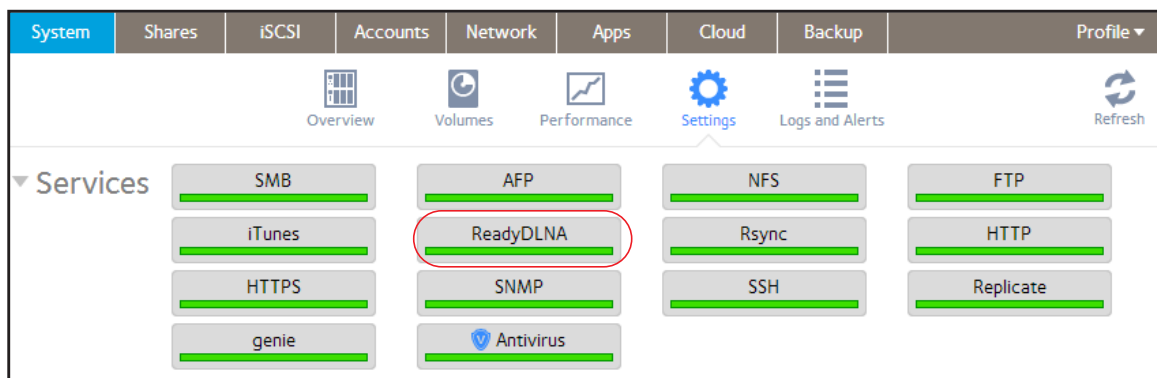 System Shares iSCSI Accounts Network Apps Cloud Backup Profile
Overview Volumes Performance Settings Logs and Alerts Refresh
Services SMB AFP NFS FTP
iTunes ReadyDLNA Rsync HTTP
HTTPS SNMP SSH Replicate
genie Antivirus